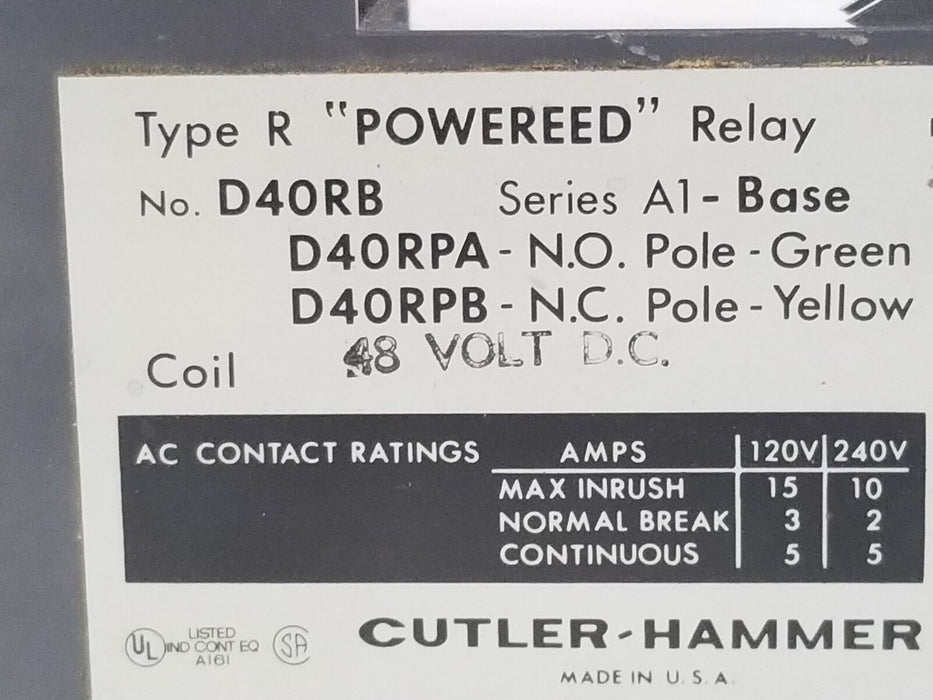 Type R "POWEREED" Relay
No. D40RB Series A1-Base
D40RPA - N.O. Pole - Green
D40RPB - N.C. Pole - Yellow
Coil 48 VOLT D.C.
AC CONTACT RATINGS AMPS 120V 240V
MAX INRUSH 15 10
NORMAL BREAK 3 2
CONTINUOUS 5 5
UL LISTED IND CONT EQ A161 SA CUTLER-HAMMER
MADE IN U.S.A.